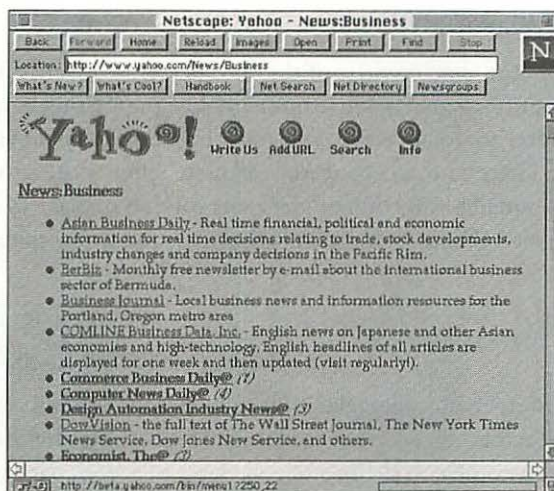 Netscape: Yahoo - News:Business
Back Forward Home Reload Images Open Print Find Stop
N
Location: http://www.yahoo.com/News/Business
What's New? What's Cool? Handbook Net Search Net Directory Newsgroups
Yahoo!
Write Us Add URL Search Info
News:Business
Asian Business Daily - Real time financial, political and economic
information for real time decisions relating to trade, stock developments,
industry changes and company decisions in the Pacific Rim.
BerBiz - Monthly free newsletter by e-mail about the international business
sector of Bermuda.
Business Journal - Local business news and information resources for the
Portland, Oregon metro area
COMLINE Business Data, Inc. - English news on Japanese and other Asian
economies and high-technology, English headlines of all articles are
displayed for one week and then updated (visit regularly!).
Commerce Business Daily@ (1)
Computer News Daily@ (4)
Design Automation Industry News@ (3)
DowVision - the full text of The Wall Street Journal, The New York Times
News Service, Dow Jones New Service, and others.
Economist, The@ (2)
http://beta.yahoo.com/bin/menu1?250,22